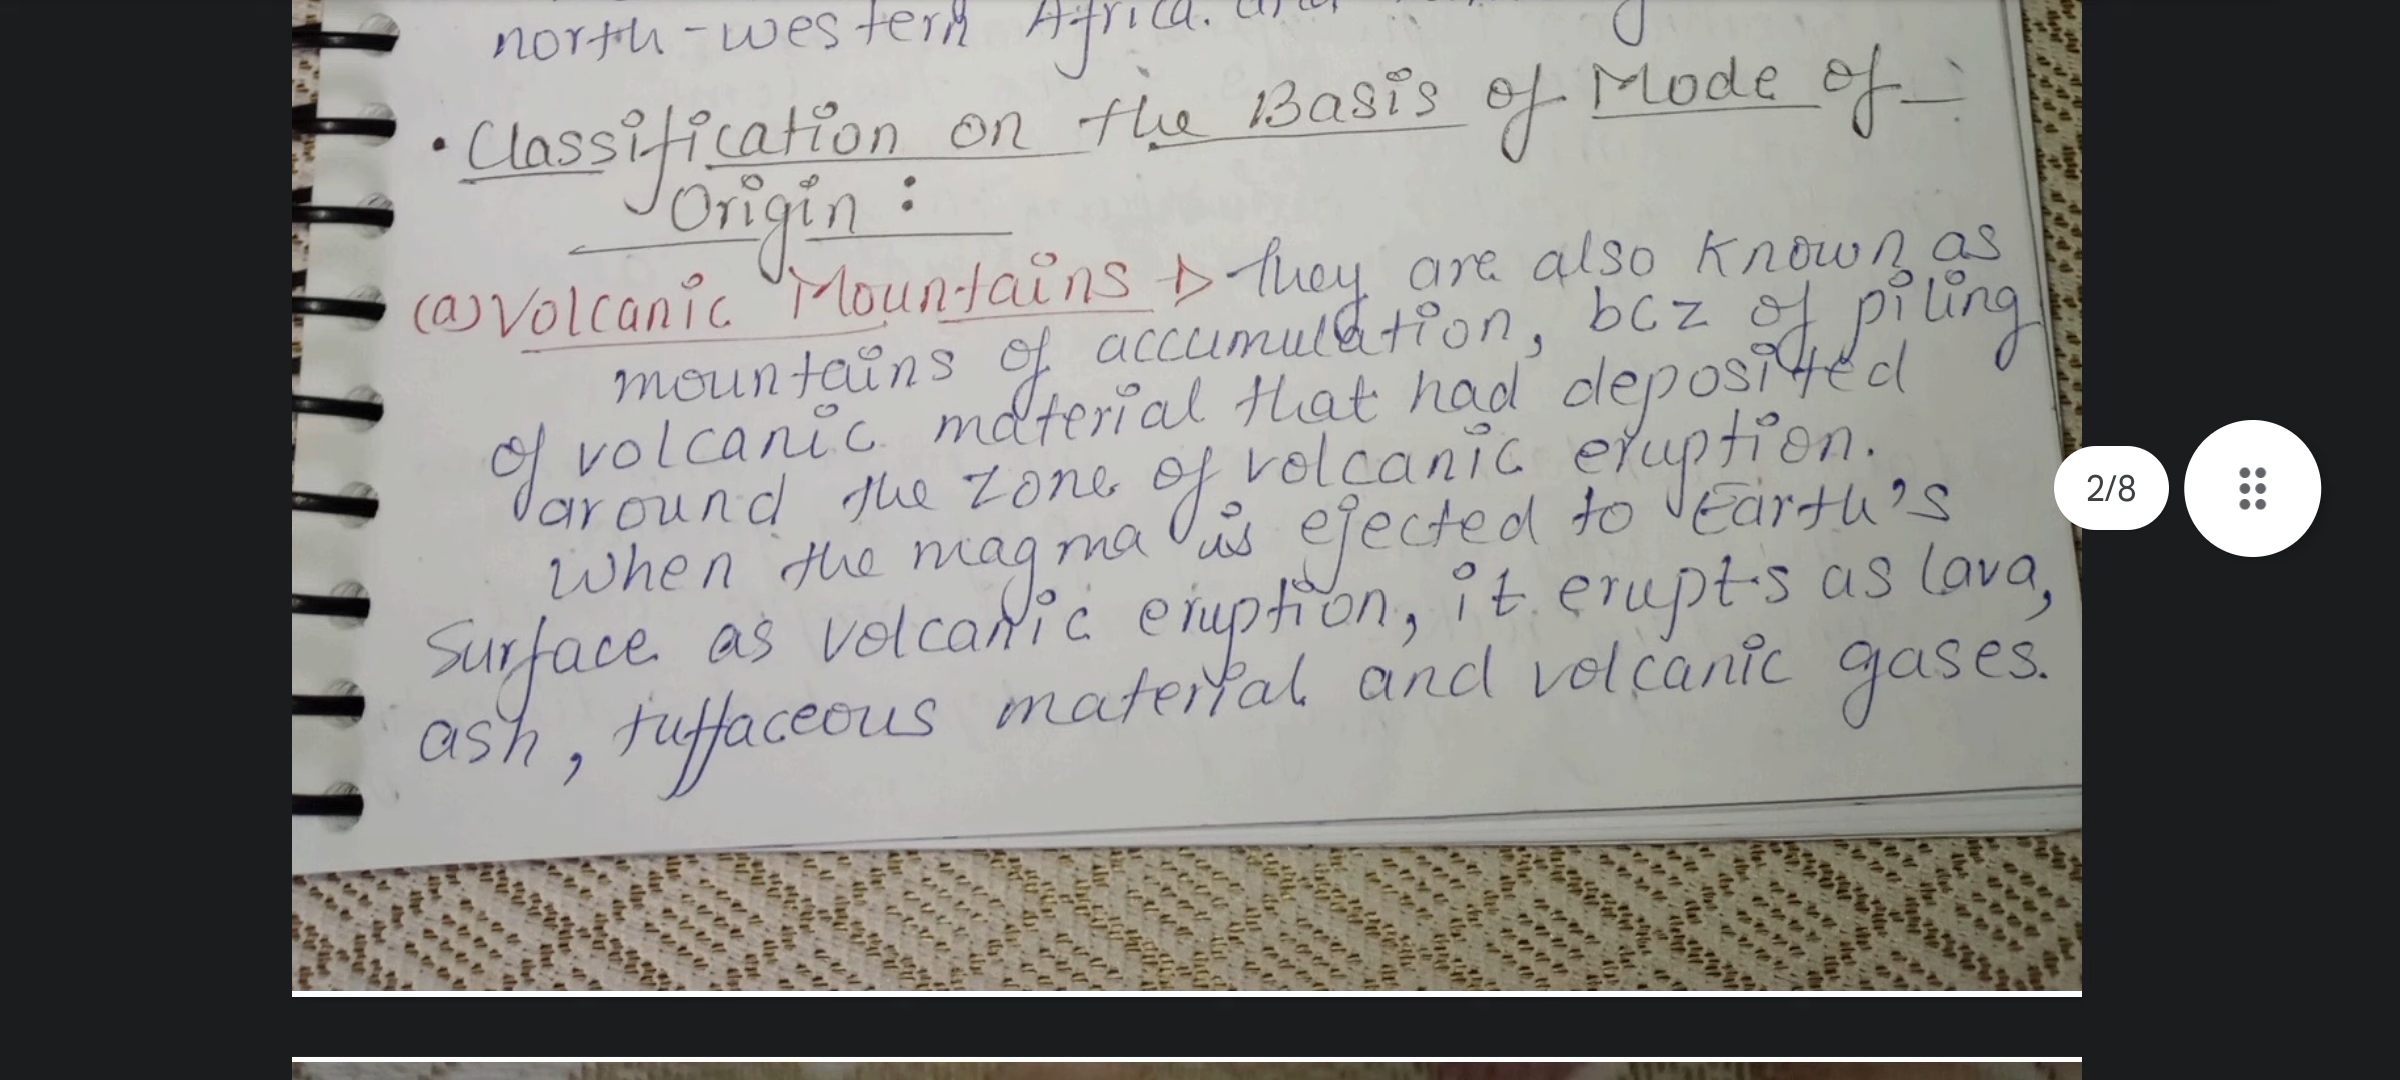 north-western Africa. and
• Classification on the Basis of Mode of -
Origin :
(a) Volcanic Mountains → They are also known as
mountains of accumulation, bcz of piling
of volcanic material that had deposited
around the zone of volcanic eruption.
When the magma is ejected to Earth's
Surface as volcanic eruption, it erupts as lava,
ash, tuffaceous material and volcanic gases.
2/8